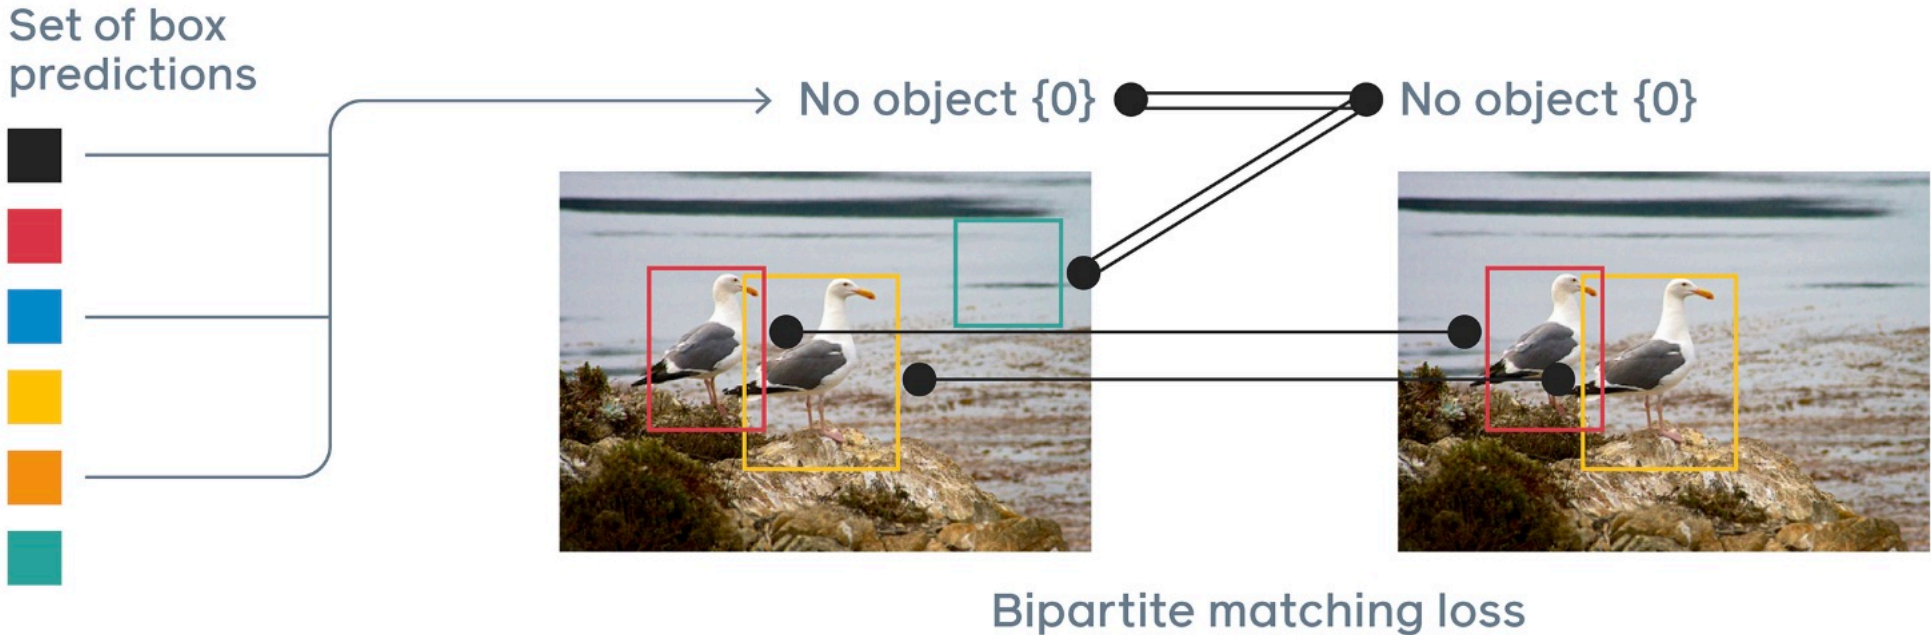 Set of box
predictions
No object {0}
No object {0}
Bipartite matching loss